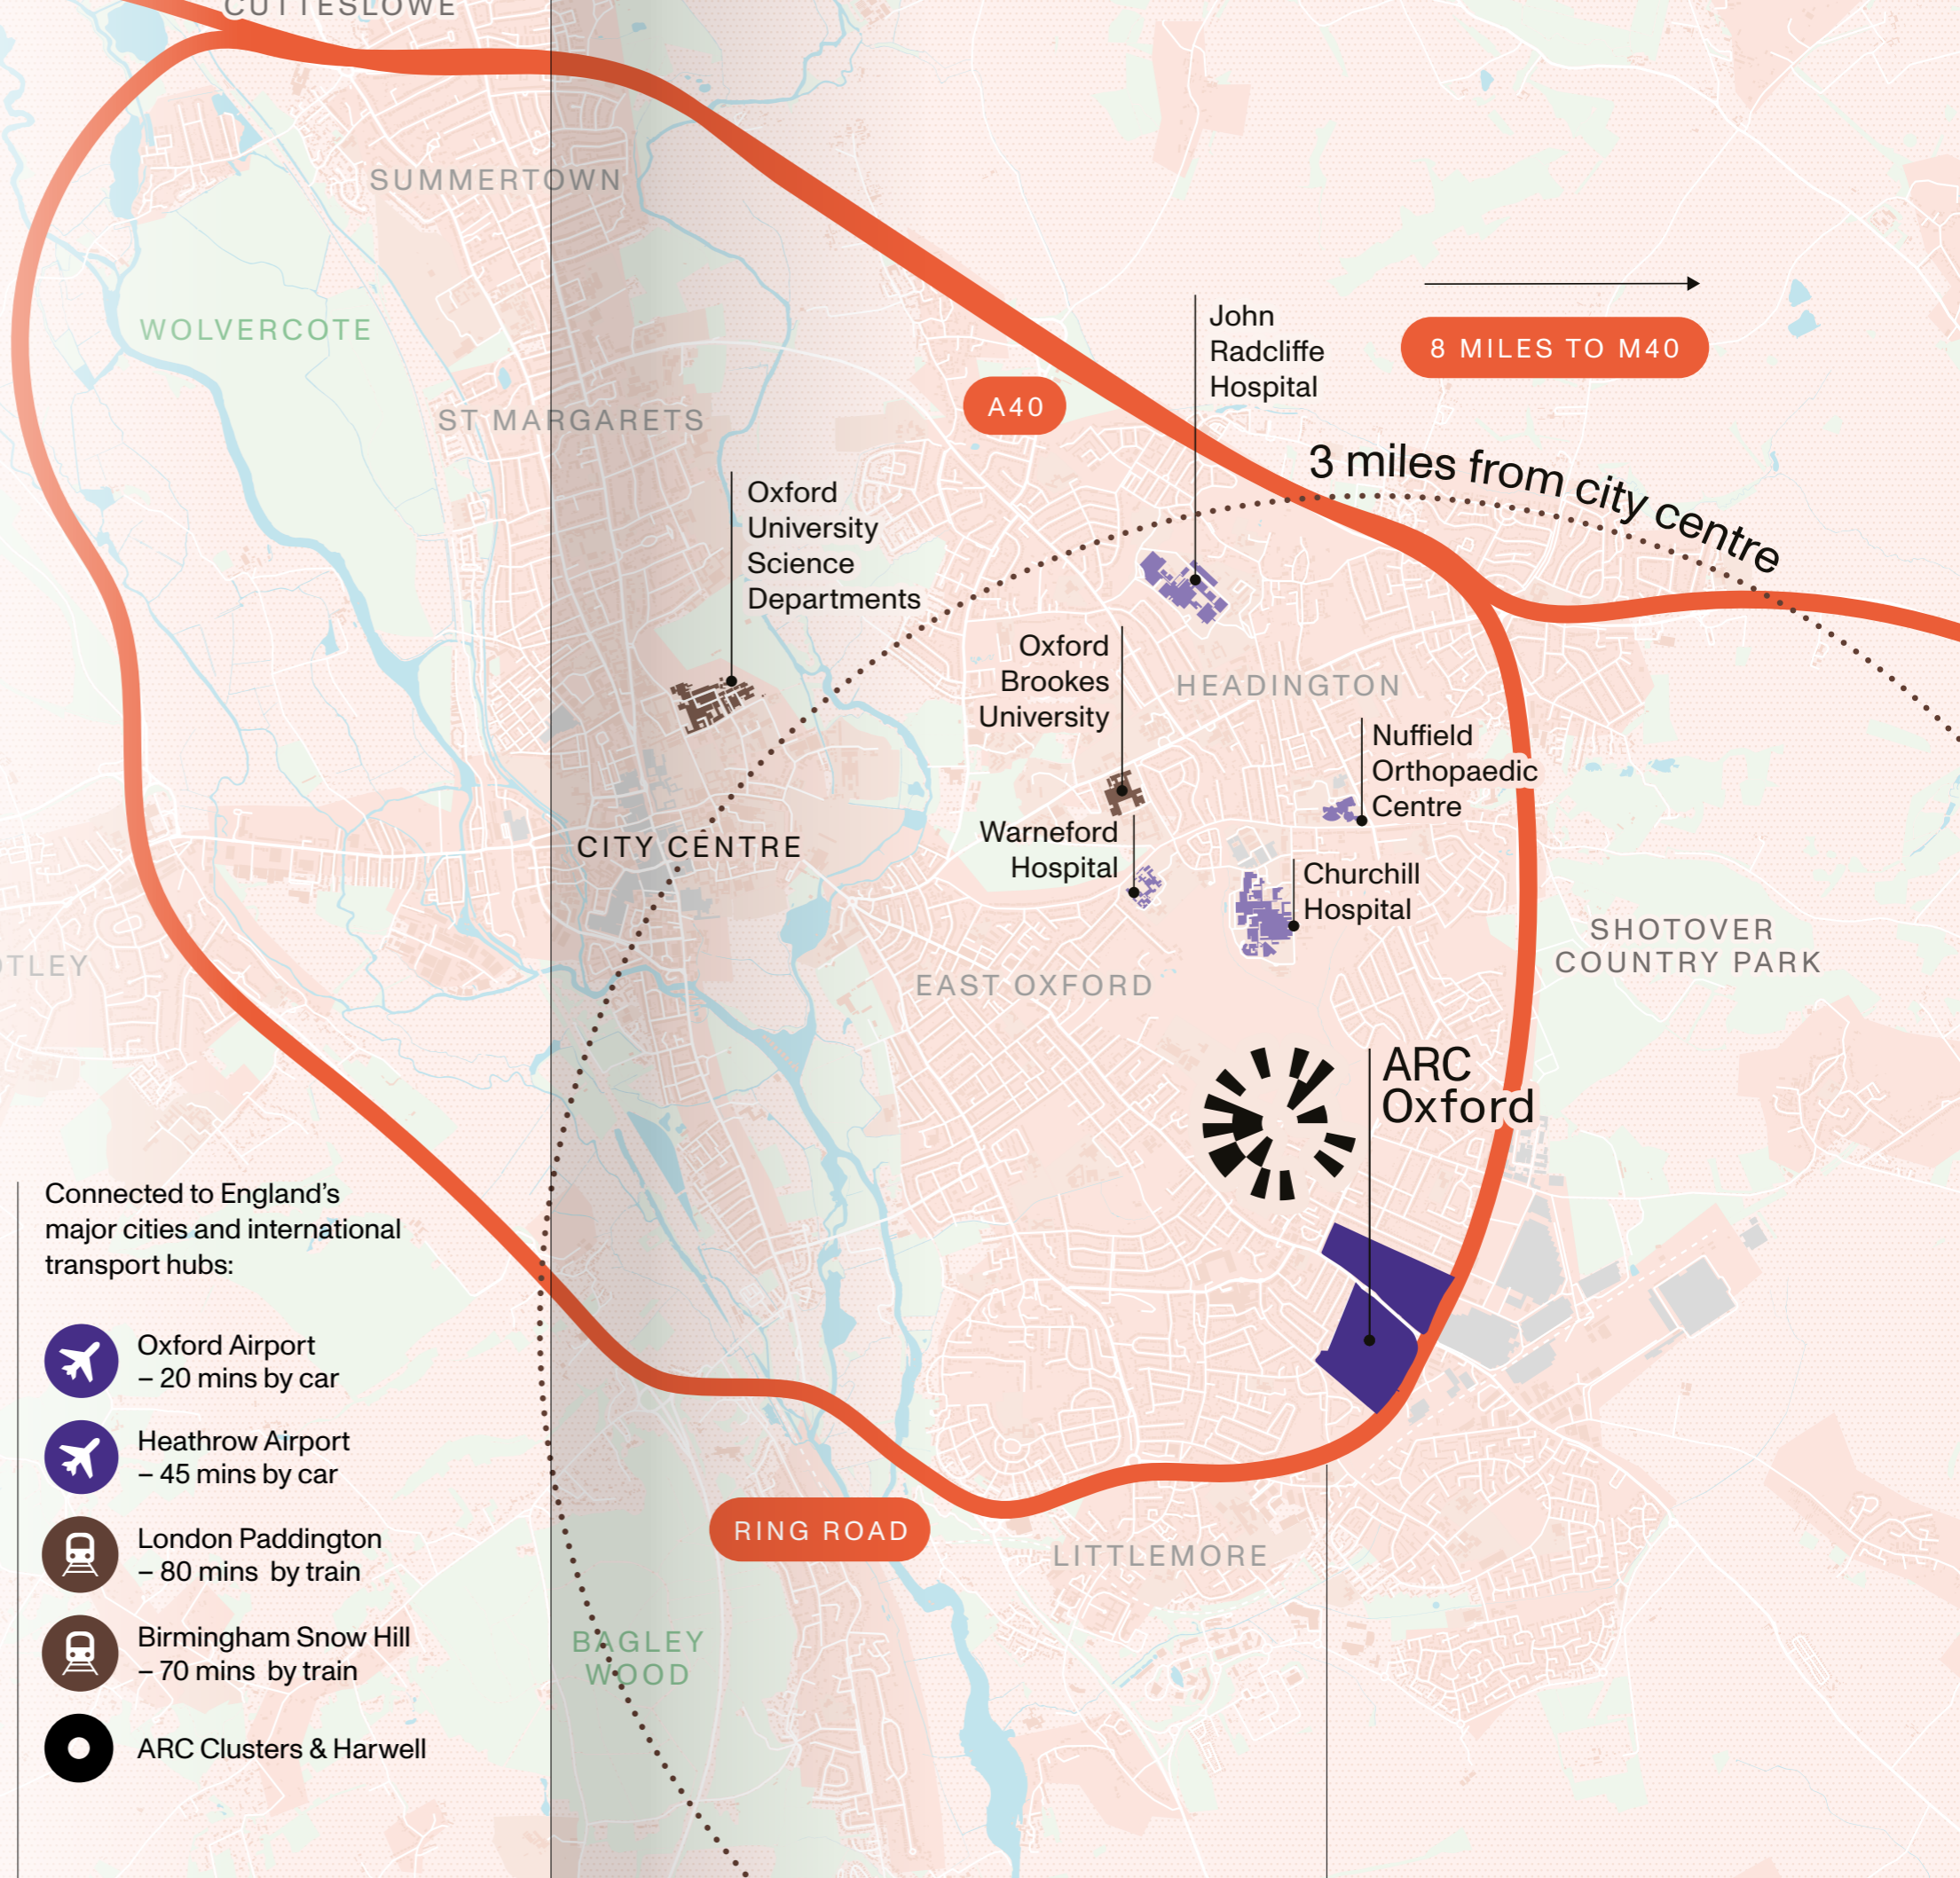 CUTTESLOWE
SUMMERTOWN
WOLVERCOTE
ST MARGARETS
A40
John
Radcliffe
Hospital
8 MILES TO M40
3 miles from city centre
Oxford
University
Science
Departments
Oxford
Brookes
University
HEADINGTON
Nuffield
Orthopaedic
Centre
CITY CENTRE
Warneford
Hospital
Churchill
Hospital
SHOTOVER
COUNTRY PARK
OTLEY
EAST OXFORD
ARC
Oxford
Connected to England’s
major cities and international
transport hubs:
Oxford Airport
– 20 mins by car
Heathrow Airport
– 45 mins by car
London Paddington
– 80 mins by train
Birmingham Snow Hill
– 70 mins by train
ARC Clusters & Harwell
RING ROAD
LITTLEMORE
BAGLEY
WOOD